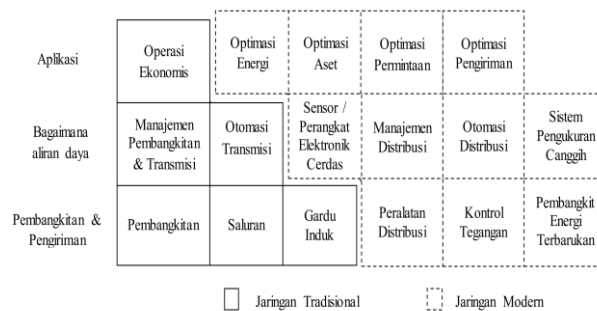 Aplikasi
Operasi
Ekonomis
Optimasi
Energi
Optimasi
Aset
Optimasi
Permintaan
Optimasi
Pengiriman
Bagaimana
aliran daya
Manajemen
Pembangkitan
& Transmisi
Otomasi
Transmisi
Sensor /
Perangkat
Elektronik
Cerdas
Manajemen
Distribusi
Otomasi
Distribusi
Sistem
Pengukuran
Canggih
Pembangkitan &
Pengiriman
Pembangkitan
Saluran
Gardu
Induk
Peralatan
Distribusi
Kontrol
Tegangan
Pembangkit
Energi
Terbarukan
Jaringan Tradisional
Jaringan Modern